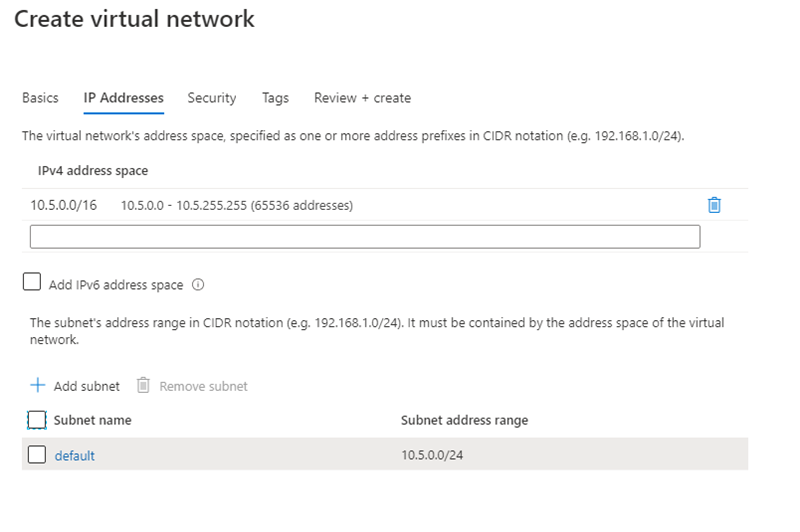 Create virtual network
Basics IP Addresses Security Tags Review + create
The virtual network's address space, specified as one or more address prefixes in CIDR notation (e.g. 192.168.1.0/24).
IPv4 address space
10.5.0.0/16 10.5.0.0 - 10.5.255.255 (65536 addresses)
Add IPv6 address space
The subnet's address range in CIDR notation (e.g. 192.168.1.0/24). It must be contained by the address space of the virtual
network.
Add subnet Remove subnet
Subnet name Subnet address range
default 10.5.0.0/24